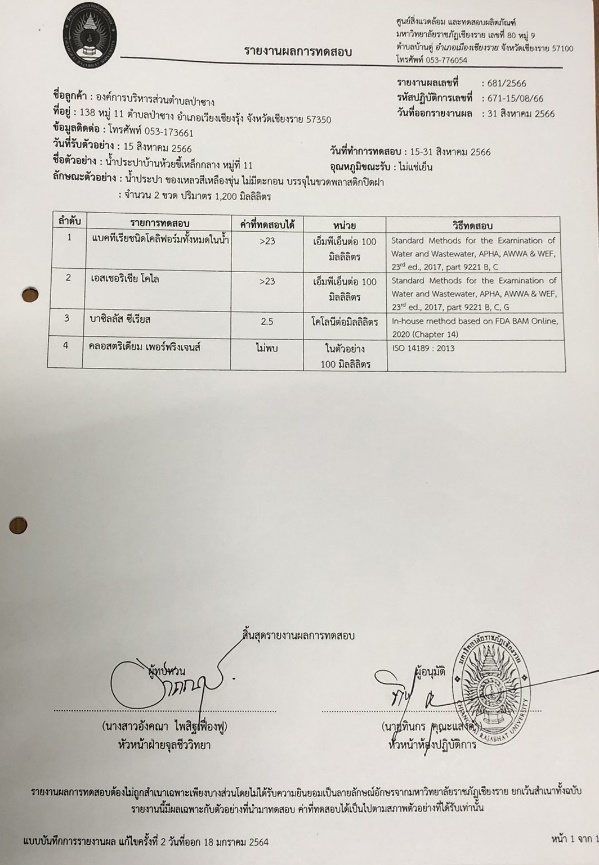 ศูนย์สิ่งแวดล้อม และทดสอบผลิตภัณฑ์
มหาวิทยาลัยราชภัฏเชียงราย เลขที่ 80 หมู่ 9
ตำบลบ้านดู่ อำเภอเมืองเชียงราย จังหวัดเชียงราย 57100
โทรศัพท์ 053-776054
รายงานผลการทดสอบ
รายงานผลเลขที่ : 681/2566
รหัสปฏิบัติการเลขที่ : 671-15/08/66
วันที่ออกรายงานผล : 31 สิงหาคม 2566
ชื่อลูกค้า : องค์การบริหารส่วนตำบลป่าซาง
ที่อยู่ : 138 หมู่ 11 ตำบลป่าซาง อำเภอเวียงเชียงรุ้ง จังหวัดเชียงราย 57350
ข้อมูลติดต่อ : โทรศัพท์ 053-173661
วันที่รับตัวอย่าง : 15 สิงหาคม 2566 วันที่ทำการทดสอบ : 15-31 สิงหาคม 2566
ชื่อตัวอย่าง : น้ำประปาบ้านห้วยขี้เหล็กกลาง หมู่ที่ 11 อุณหภูมิขณะรับ : ไม่แช่เย็น
ลักษณะตัวอย่าง : น้ำประปา ของเหลวสีเหลืองขุ่น ไม่มีตะกอน บรรจุในขวดพลาสติกปิดฝา
: จำนวน 2 ขวด ปริมาตร 1,200 มิลลิลิตร
ลำดับ รายการทดสอบ ค่าที่ทดสอบได้ หน่วย วิธีทดสอบ
1 แบคทีเรียชนิดโคลิฟอร์มทั้งหมดในน้ำ >23 เอ็มพีเอ็นต่อ 100 Standard Methods for the Examination of
มิลลิลิตร Water and Wastewater, APHA, AWWA & WEF,
23rd ed., 2017, part 9221 B, C
2 เอสเชอริเชีย โคไล >23 เอ็มพีเอ็นต่อ 100 Standard Methods for the Examination of
มิลลิลิตร Water and Wastewater, APHA, AWWA & WEF,
23rd ed., 2017, part 9221 B, C, G
3 บาซิลลัส ซีเรียส 2.5 โคโลนีต่อมิลลิลิตร In-house method based on FDA BAM Online,
2020 (Chapter 14)
4 คลอสตริเดียม เพอร์ฟริงเจนส์ ไม่พบ ในตัวอย่าง ISO 14189 : 2013
100 มิลลิลิตร
สิ้นสุดรายงานผลการทดสอบ
ผู้ทบทวน ผู้อนุมัติ
(นางสาวอังคณา ไพสิฐเฟื่องฟู)
หัวหน้าฝ่ายจุลชีววิทยา หัวหน้าห้องปฏิบัติการ
รายงานผลการทดสอบต้องไม่ถูกสำเนาเฉพาะเพียงบางส่วนโดยไม่ได้รับความยินยอมเป็นลายลักษณ์อักษรจากมหาวิทยาลัยราชภัฏเชียงราย ยกเว้นสำเนาทั้งฉบับ
รายงานนี้มีผลเฉพาะกับตัวอย่างที่นำมาทดสอบ ค่าที่ทดสอบได้เป็นไปตามสภาพตัวอย่างที่ได้รับเท่านั้น
แบบบันทึกการรายงานผล แก้ไขครั้งที่ 2 วันที่ออก 18 มกราคม 2564 หน้า 1 จาก 1